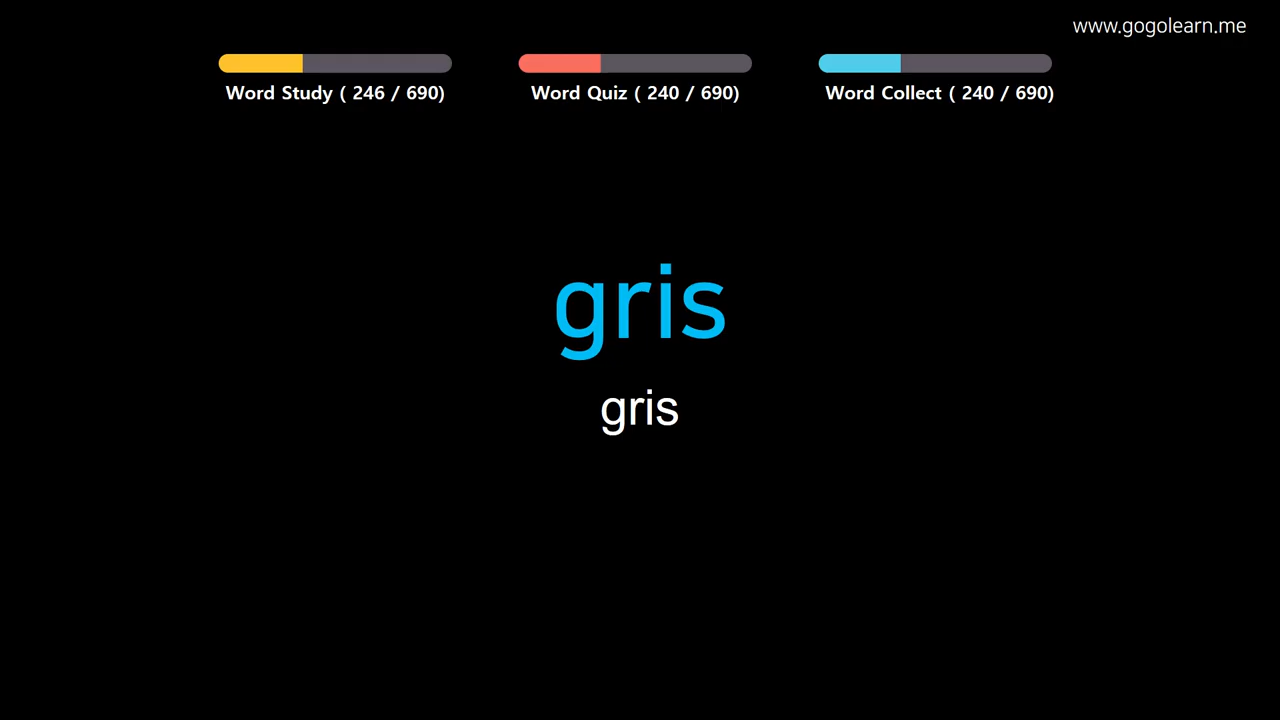 www.gogolearn.me
Word Study ( 246 / 690)
Word Quiz ( 240 / 690)
Word Collect ( 240 / 690)
gris
gris